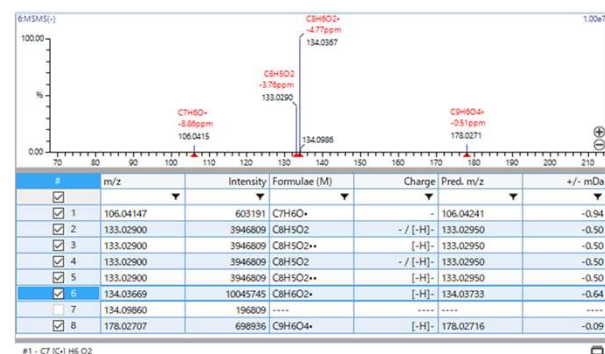 6:MSMS(-)
1.00e7
100.00
%
0.00
C8H6O2•
-4.77ppm
134.0367
C8H5O2
-3.76ppm
133.0290
C7H6O•
-8.86ppm
106.0415
134.0986
C9H6O4•
-0.51ppm
178.0271
70 80 90 100 110 120 130 140 150 160 170 180 190 200 210
# m/z Intensity Formulae (M) Charge Pred. m/z +/- mDa
1 106.04147 603191 C7H6O• - 106.04241 -0.94
2 133.02900 3946809 C8H5O2 - / [-H]- 133.02950 -0.50
3 133.02900 3946809 C8H5O2•• [-H]- 133.02950 -0.50
4 133.02900 3946809 C8H5O2 - / [-H]- 133.02950 -0.50
5 133.02900 3946809 C8H5O2•• [-H]- 133.02950 -0.50
6 134.03669 10045745 C8H6O2• [-H]- 134.03733 -0.64
7 134.09860 196809 ---- ---- ---- ----
8 178.02707 698936 C9H6O4• [-H]- 178.02716 -0.09
#1 - C7 [C•] H6 O2